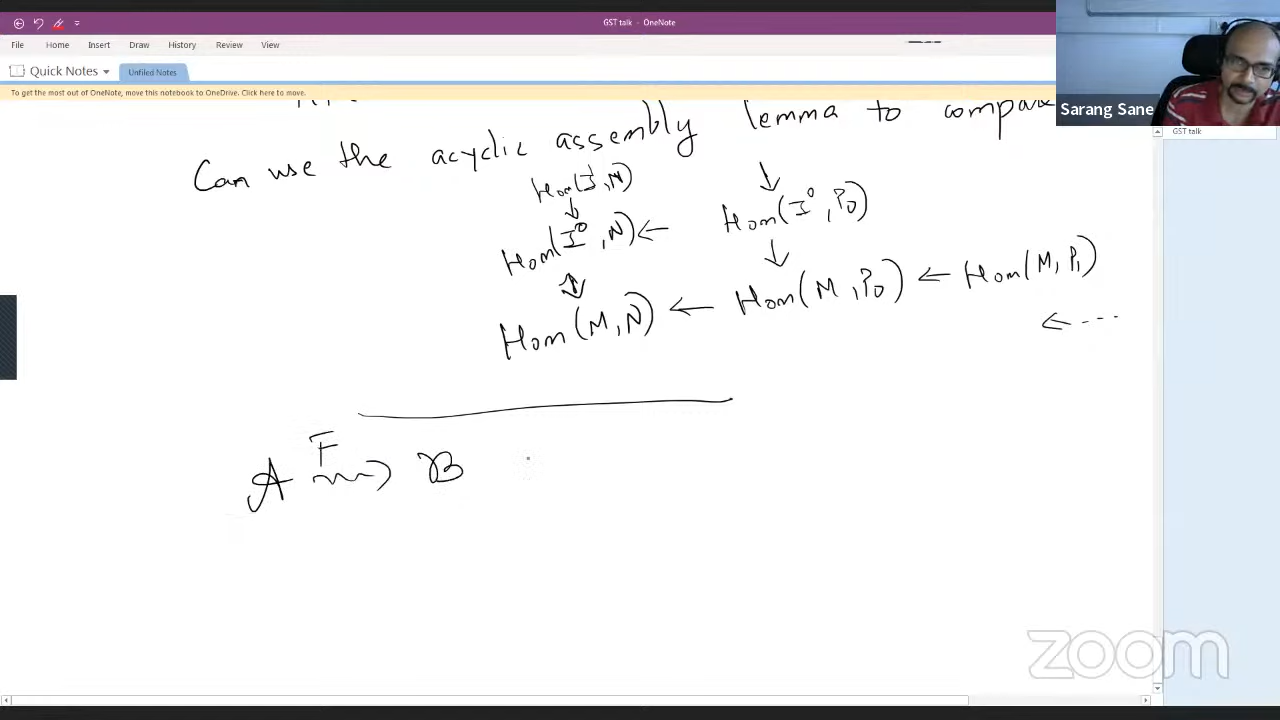 GST talk - OneNote
File Home Insert Draw History Review View
Quick Notes Unfiled Notes
To get the most out of OneNote, move this notebook to OneDrive. Click here to move.
Sarang Sane
GST talk
Can use the acyclic assembly lemma to compare
Hom(I¹, N) ↓
↓ Hom(I⁰, N) ← Hom(I⁰, P₀)
↓ ↓
Hom(M, N) ← Hom(M, P₀) ← Hom(M, P₁)
← ...
F
A ⇝ B
zoom